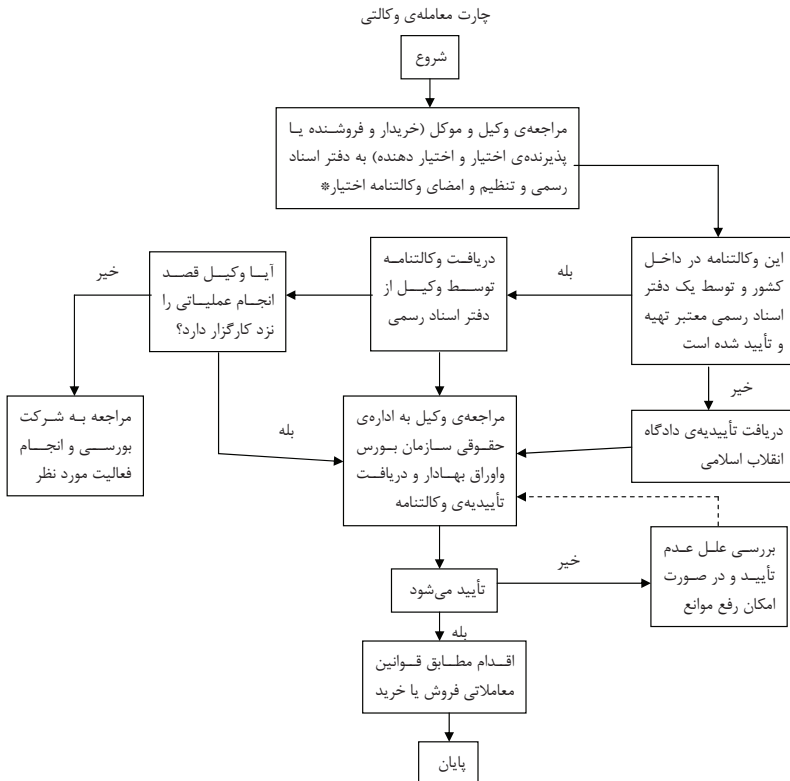 چارت معامله‌ی وکالتی
شروع
مراجعه‌ی وکیل و موکل (خریدار و فروشنده یا
پذیرنده‌ی اختیار و اختیار دهنده) به دفتر اسناد
رسمی و تنظیم و امضای وکالتنامه اختیار*
این وکالتنامه در داخل
کشور و توسط یک دفتر
اسناد رسمی معتبر تهیه
و تأیید شده است
بله
دریافت وکالتنامه
توسط وکیل از
دفتر اسناد رسمی
آیا وکیل قصد
انجام عملیاتی را
نزد کارگزار دارد؟
خیر
خیر
دریافت تأییدیه‌ی دادگاه
انقلاب اسلامی
مراجعه‌ی وکیل به اداره‌ی
حقوقی سازمان بورس
واوراق بهادار و دریافت
تأییدیه‌ی وکالتنامه
بله
مراجعه به شرکت
بورسی و انجام
فعالیت مورد نظر
بررسی علل عدم
تأیید و در صورت
امکان رفع موانع
خیر
تأیید می‌شود
بله
اقدام مطابق قوانین
معاملاتی فروش یا خرید
پایان